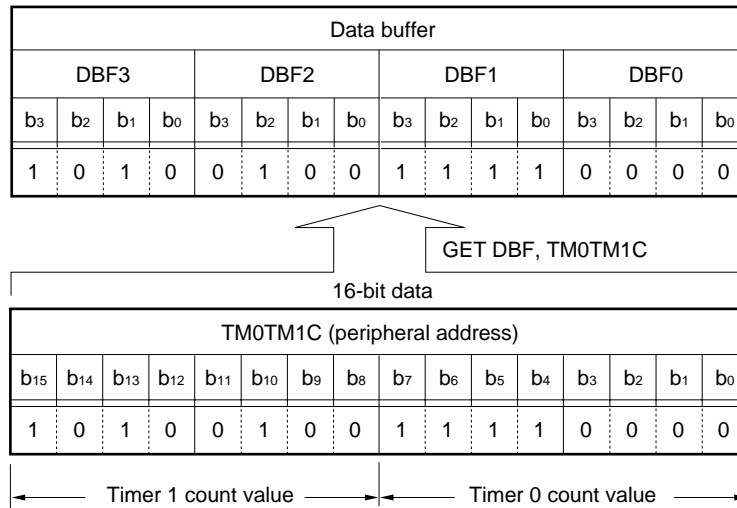 Data buffer
DBF3 DBF2 DBF1 DBF0
b3 b2 b1 b0 b3 b2 b1 b0 b3 b2 b1 b0 b3 b2 b1 b0
1 0 1 0 0 1 0 0 1 1 1 1 0 0 0 0
GET DBF, TM0TM1C
16-bit data
TM0TM1C (peripheral address)
b15 b14 b13 b12 b11 b10 b9 b8 b7 b6 b5 b4 b3 b2 b1 b0
1 0 1 0 0 1 0 0 1 1 1 1 0 0 0 0
Timer 1 count value Timer 0 count value